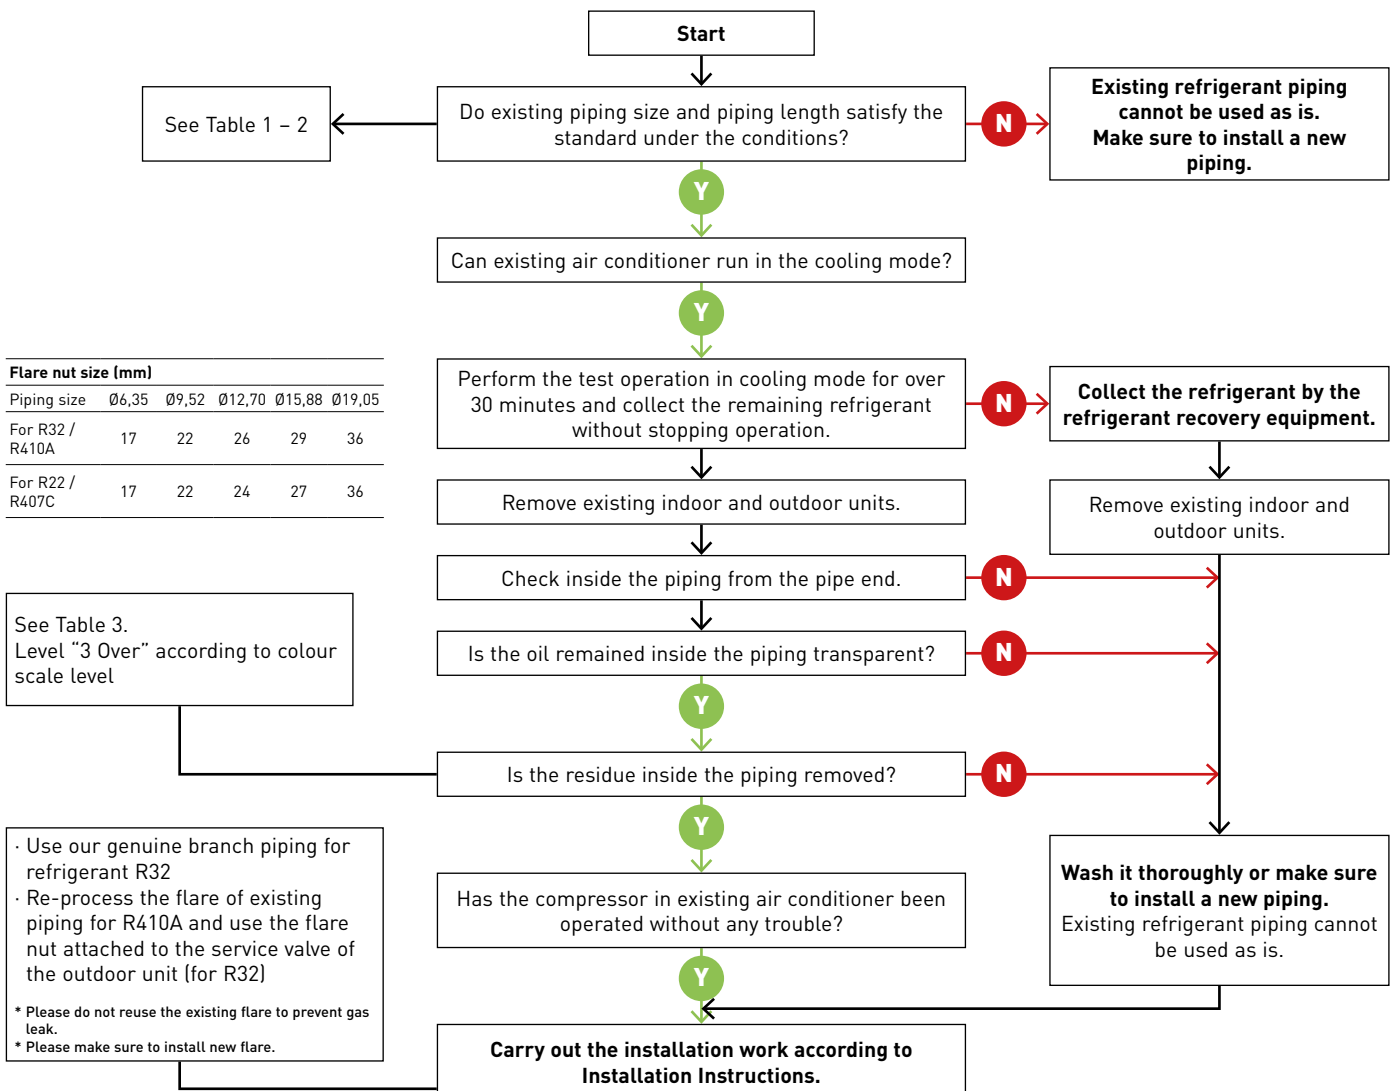 Start
See Table 1 – 2
Do existing piping size and piping length satisfy the
standard under the conditions?
N
Existing refrigerant piping
cannot be used as is.
Make sure to install a new
piping.
Y
Can existing air conditioner run in the cooling mode?
Y
Flare nut size (mm)
Piping size Ø6,35 Ø9,52 Ø12,70 Ø15,88 Ø19,05
For R32 /
R410A
17 22 26 29 36
For R22 /
R407C
17 22 24 27 36
Perform the test operation in cooling mode for over
30 minutes and collect the remaining refrigerant
without stopping operation.
N
Collect the refrigerant by the
refrigerant recovery equipment.
Remove existing indoor and outdoor units.
Remove existing indoor and
outdoor units.
Check inside the piping from the pipe end.
N
See Table 3.
Level “3 Over” according to colour
scale level
Is the oil remained inside the piping transparent?
N
Y
Is the residue inside the piping removed?
N
Y
· Use our genuine branch piping for
refrigerant R32
· Re-process the flare of existing
piping for R410A and use the flare
nut attached to the service valve of
the outdoor unit (for R32)
* Please do not reuse the existing flare to prevent gas
leak.
* Please make sure to install new flare.
Has the compressor in existing air conditioner been
operated without any trouble?
Wash it thoroughly or make sure
to install a new piping.
Existing refrigerant piping cannot
be used as is.
Y
Carry out the installation work according to
Installation Instructions.